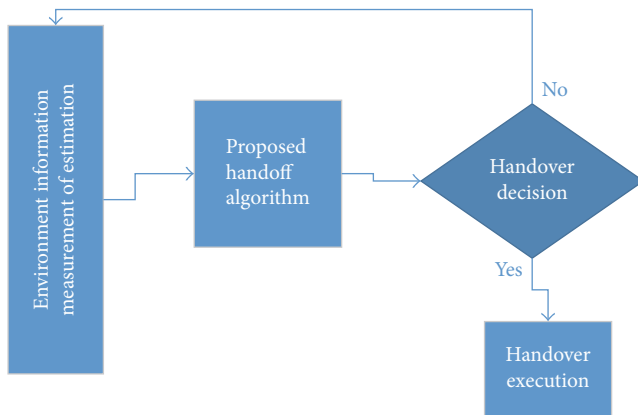 Environment information
measurement of estimation
Proposed
handoff
algorithm
No
Handover
decision
Yes
Handover
execution